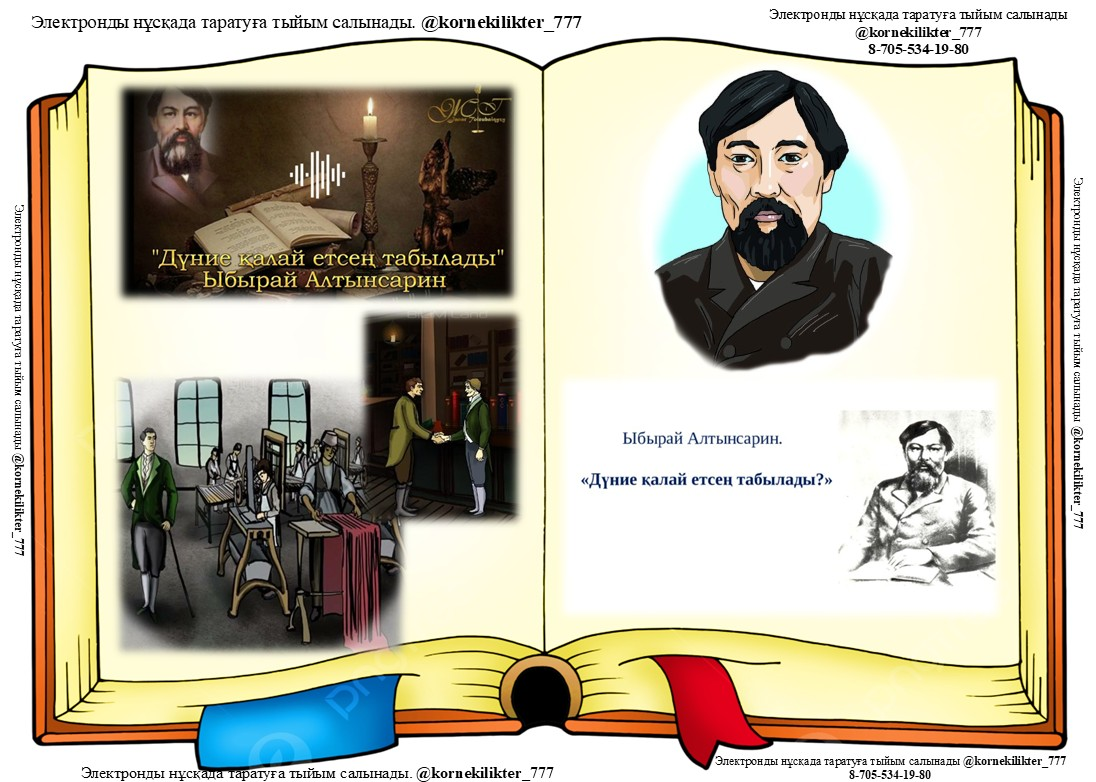 Электронды нұсқада таратуға тыйым салынады. @kornekilikter_777
Электронды нұсқада таратуға тыйым салынады
@kornekilikter_777
8-705-534-19-80
"Дүние қалай етсең табылады"
Ыбырай Алтынсарин
Ыбырай Алтынсарин.
«Дүние қалай етсең табылады?»
Электронды нұсқада таратуға тыйым салынады @kornekilikter_777
Электронды нұсқада таратуға тыйым салынады @kornekilikter_777
Электронды нұсқада таратуға тыйым салынады. @kornekilikter_777
Электронды нұсқада таратуға тыйым салынады @kornekilikter_777
8-705-534-19-80